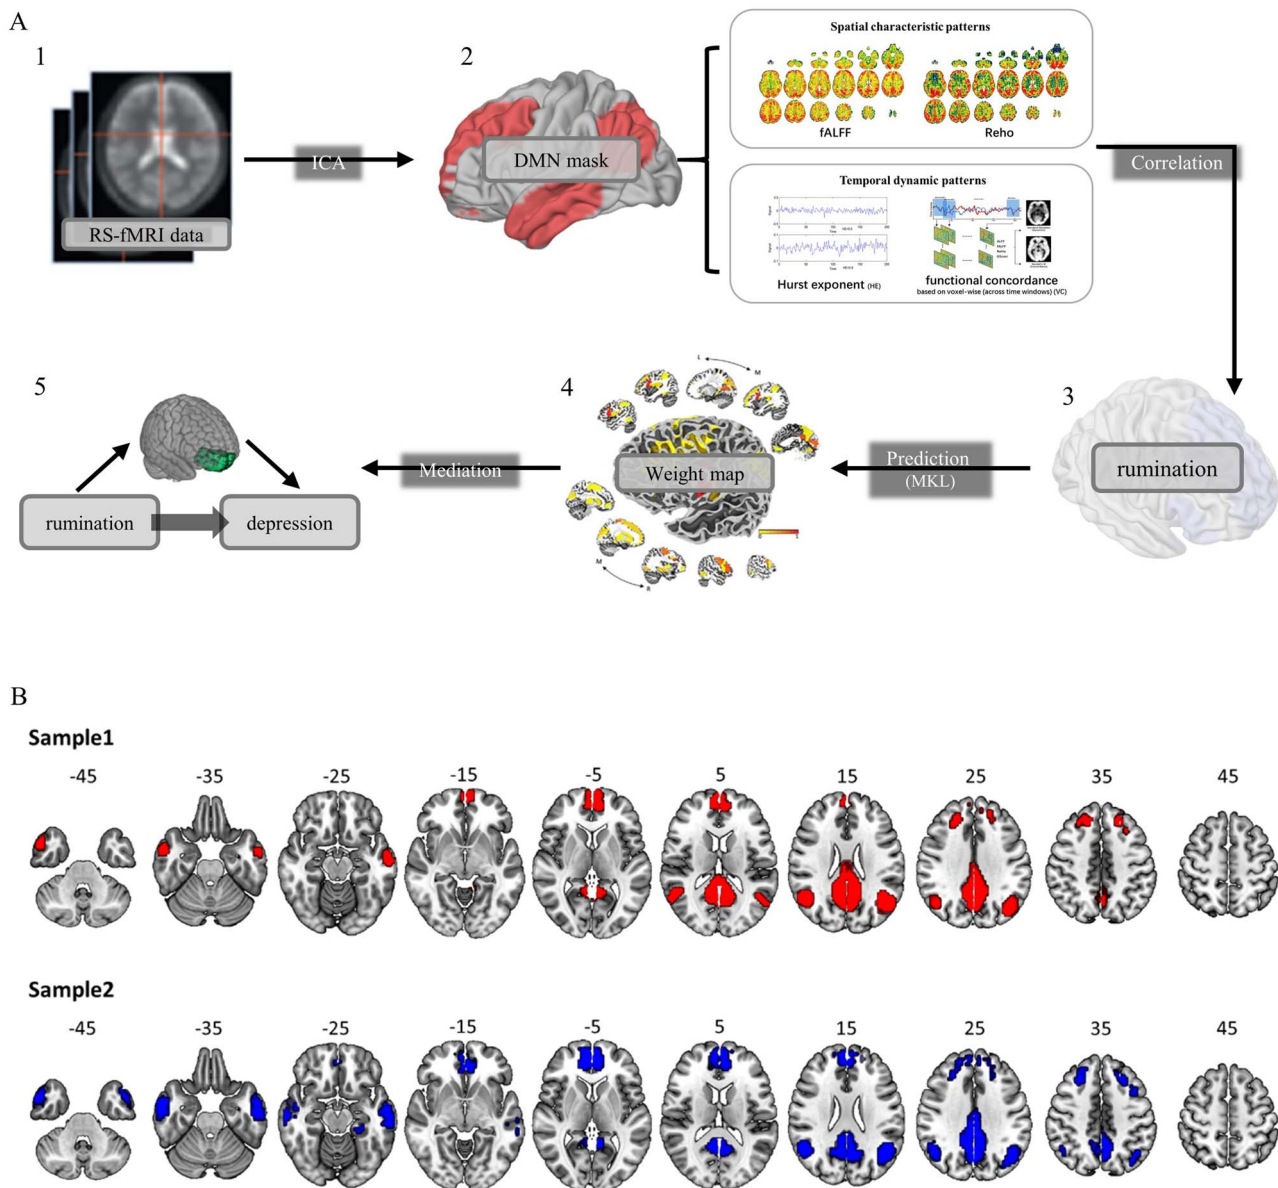 A
1
RS-fMRI data
ICA
2
DMN mask
Spatial characteristic patterns
fALFF
Reho
Temporal dynamic patterns
Hurst exponent (HE)
functional concordance
based on voxel-wise (across time windows) (VC)
Correlation
3
rumination
Prediction
(MKL)
4
L
M
Weight map
M
R
Mediation
5
rumination
depression
B
Sample1
-45 -35 -25 -15 -5 5 15 25 35 45
Sample2
-45 -35 -25 -15 -5 5 15 25 35 45